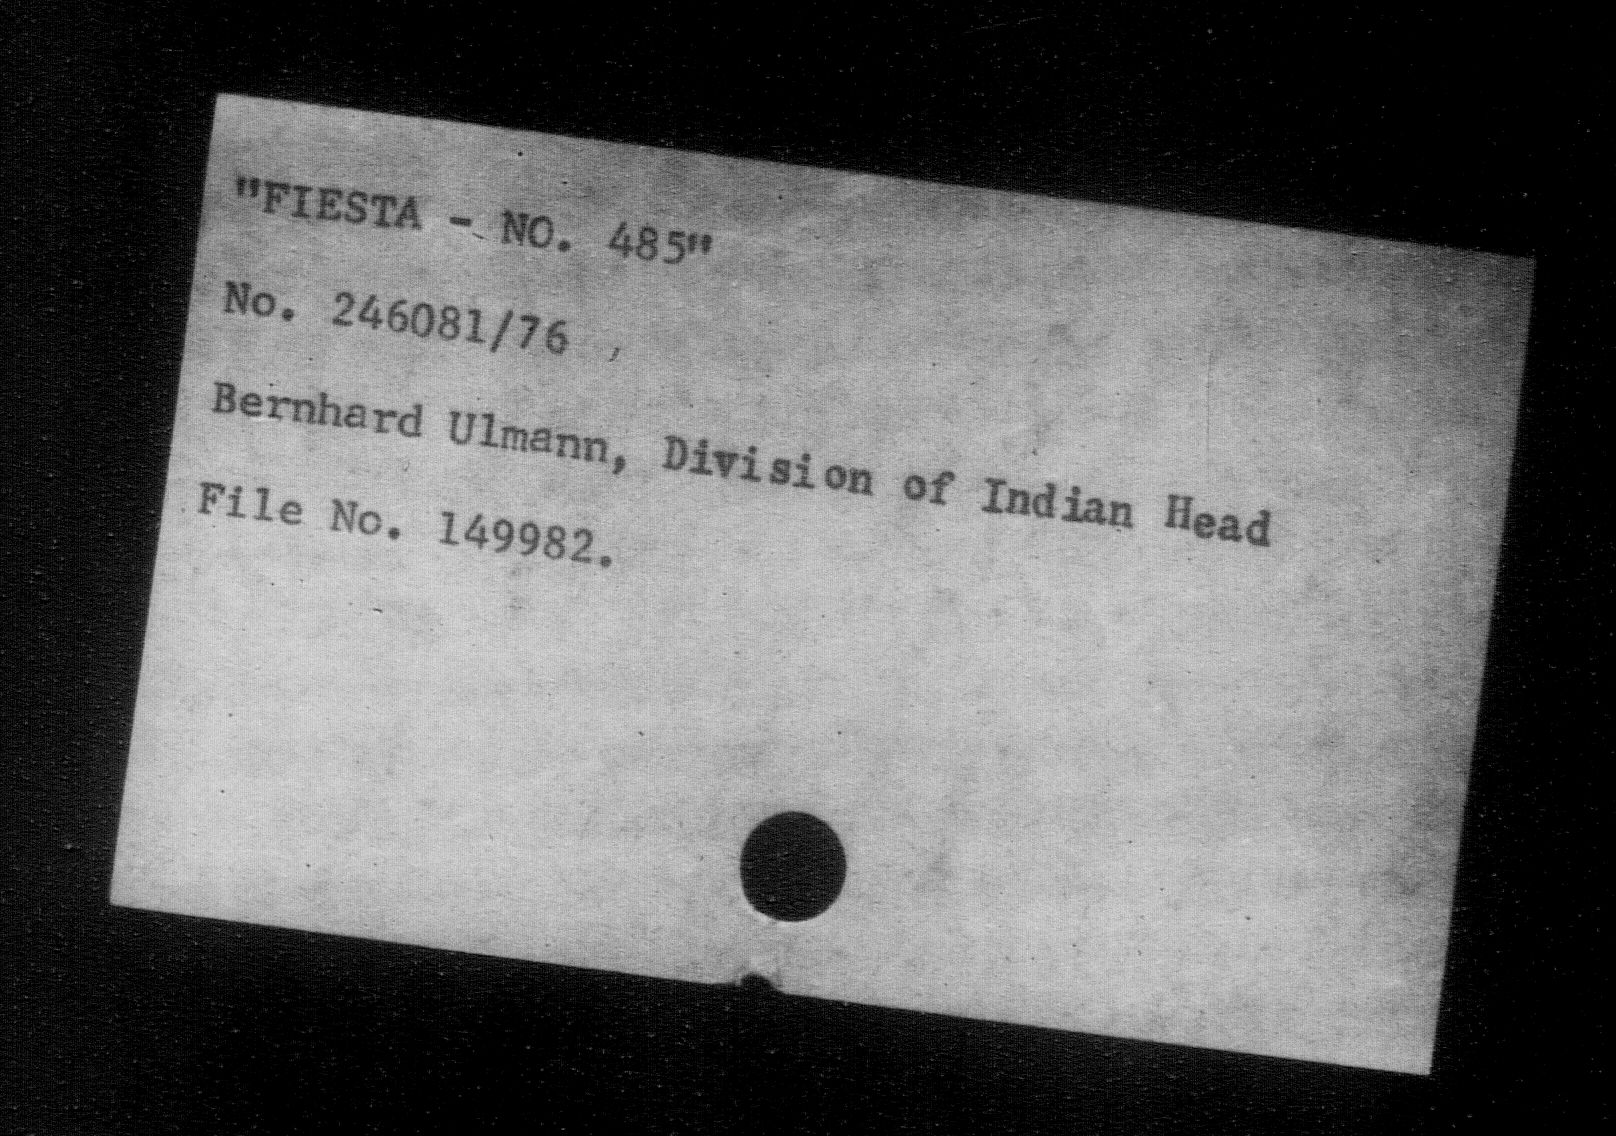 "FIESTA - NO. 485"
No. 246081/76 ,
Bernhard Ulmann, Division of Indian Head
File No. 149982.